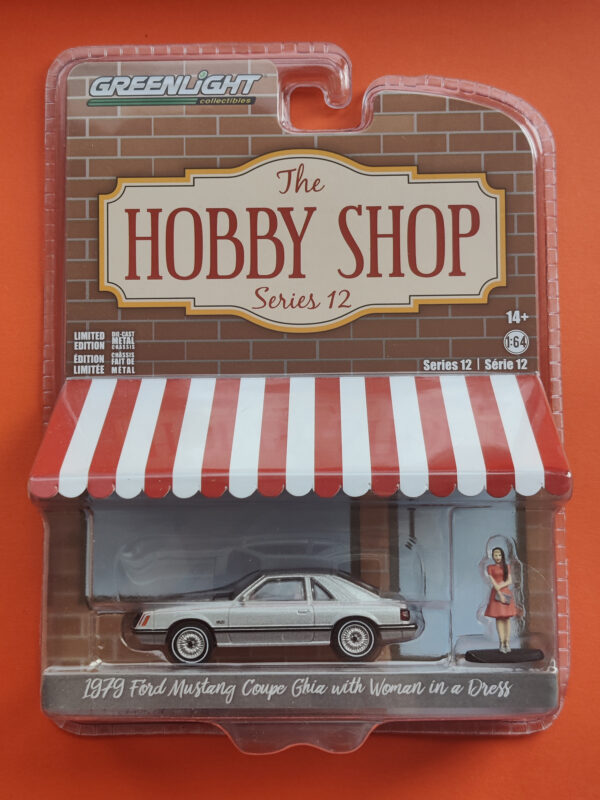 GREENLIGHT
collectibles
The
HOBBY SHOP
Series 12
14+
1:64
LIMITED EDITION
DIE-CAST METAL CHASSIS
ÉDITION LIMITÉE
CHÂSSIS FAIT DE MÉTAL
Series 12 | Série 12
1979 Ford Mustang Coupe Ghia with Woman in a Dress